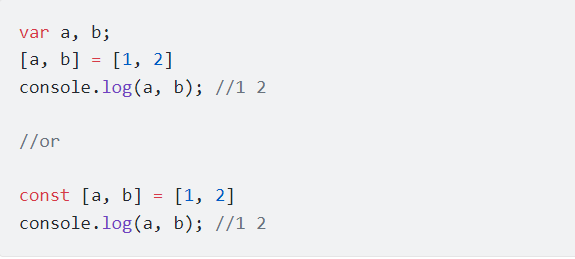 var a, b;
[a, b] = [1, 2]
console.log(a, b); //1 2
//or
const [a, b] = [1, 2]
console.log(a, b); //1 2